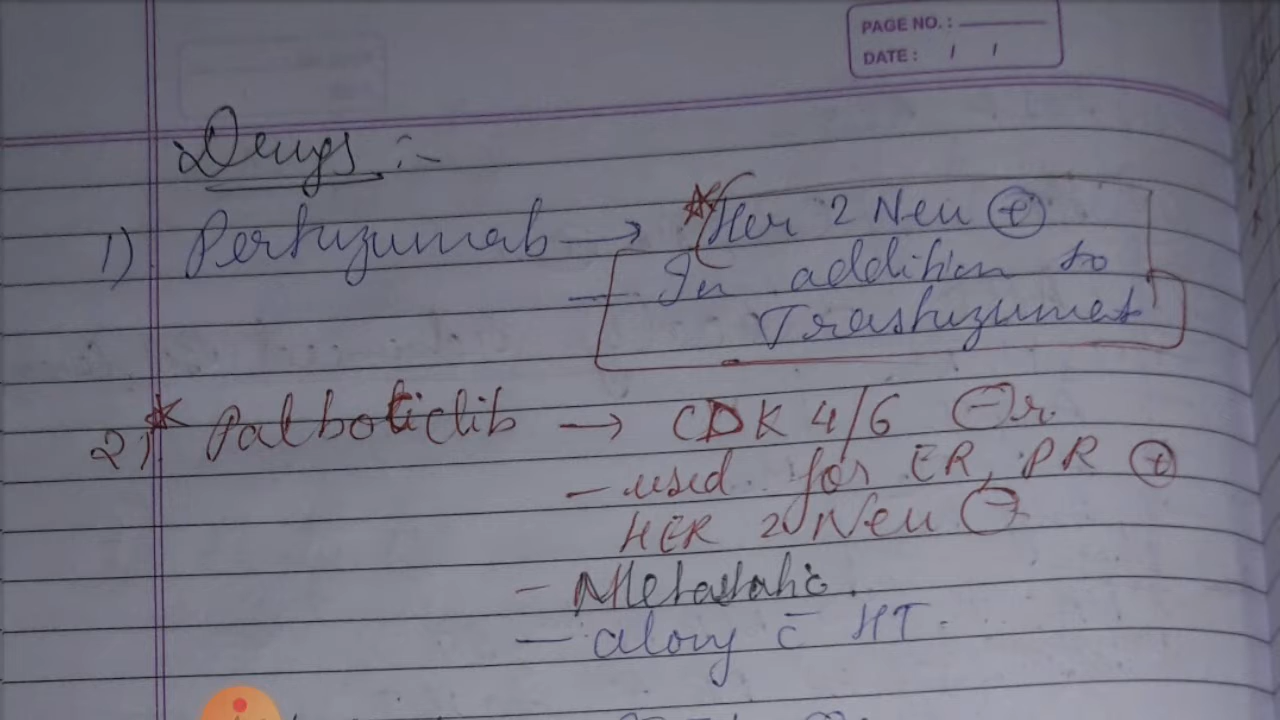 PAGE NO. :
DATE : / /
Drugs :-
1) Pertuzumab → * Her 2 Neu ⊕
- In addition to
Trastuzumab
2) * Palbociclib → CDK 4/6 ⊖r.
- used for ER, PR ⊕
HER 2 Neu ⊖
- Metastatic.
- along c̄ HT.